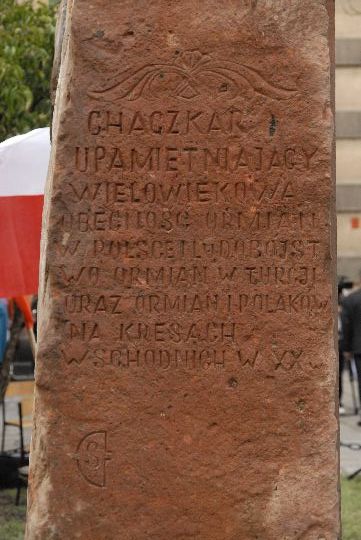 CHACZKAR
UPAMIĘTNIAJĄCY
WIELOWIEKOWĄ
OBECNOŚĆ ORMIAN
W POLSCE I LUDOBÓJST
WO ORMIAN W TURCJI
ORAZ ORMIAN I POLAKÓW
NA KRESACH
WSCHODNICH W XX w